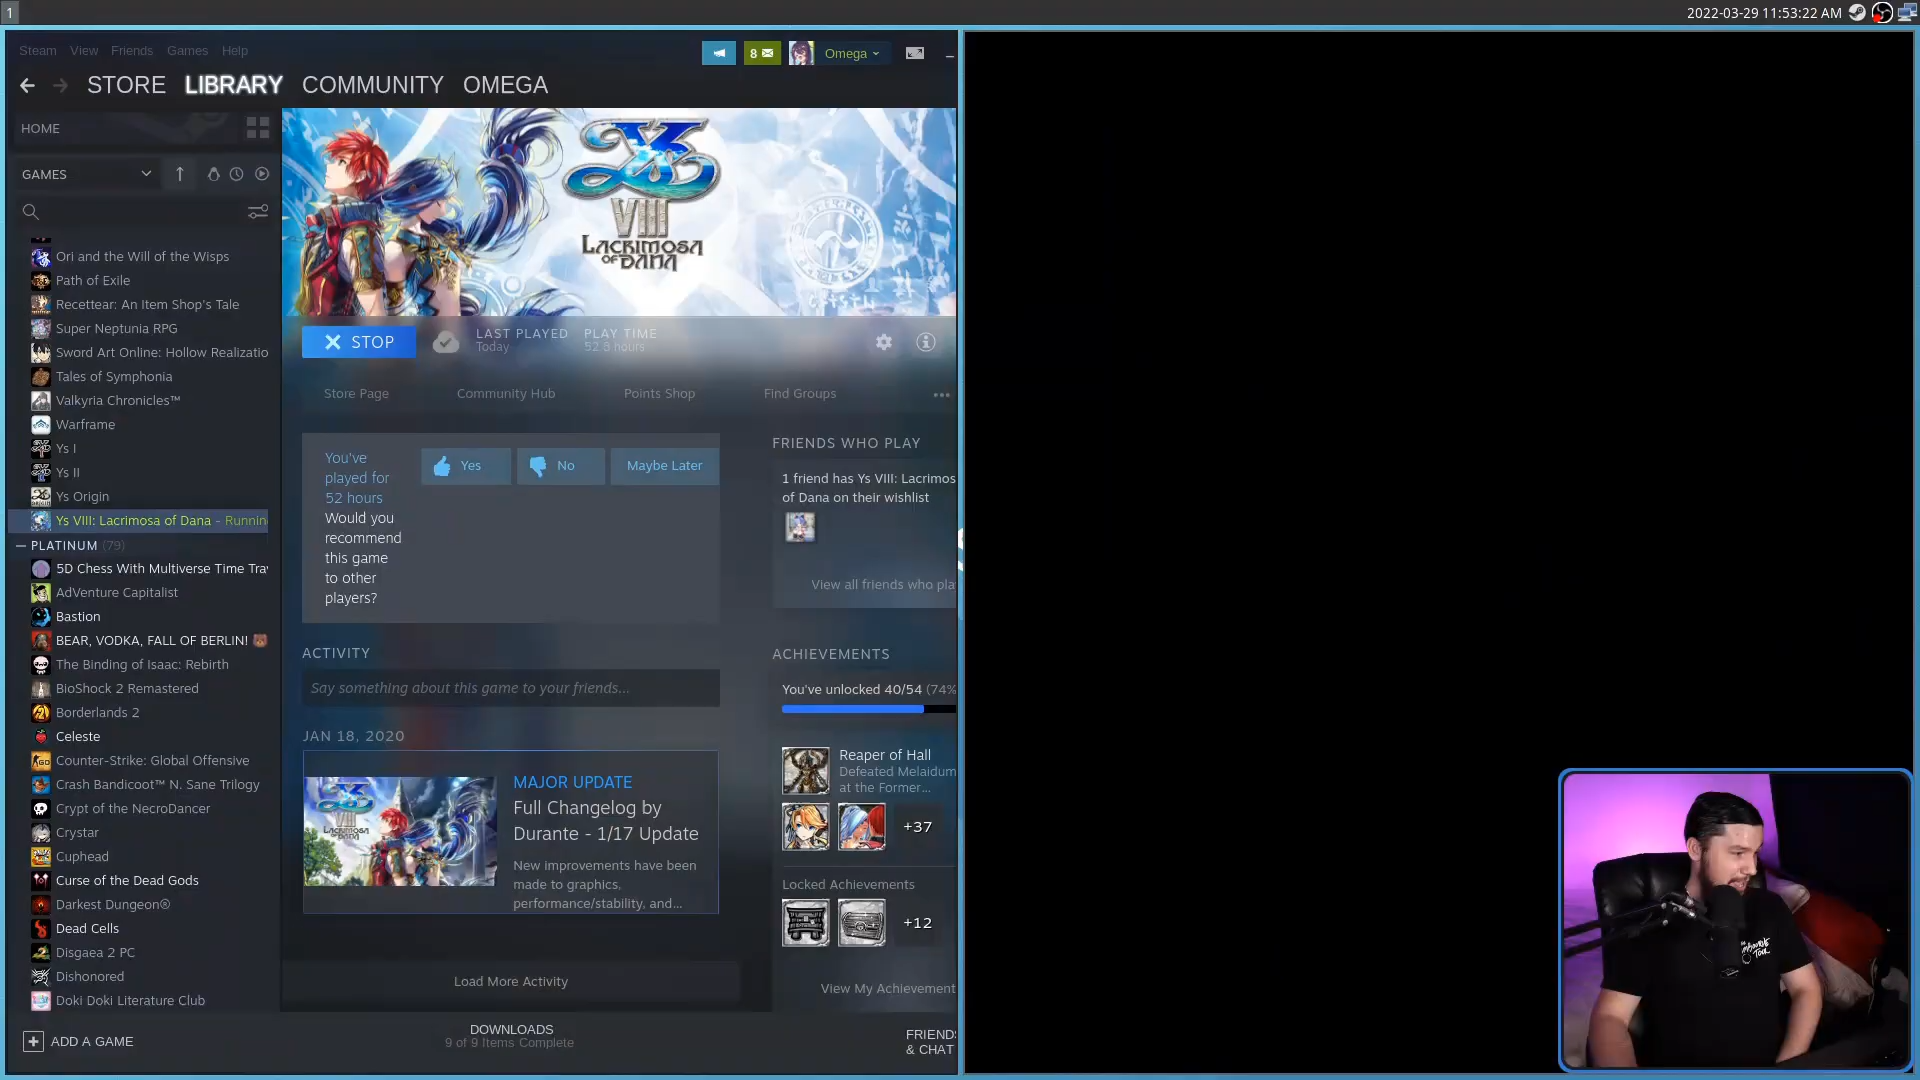 1
2022-03-29 11:53:22 AM
Steam View Friends Games Help
8
Omega
STORE LIBRARY COMMUNITY OMEGA
HOME
GAMES
Ori and the Will of the Wisps
Path of Exile
Recettear: An Item Shop's Tale
Super Neptunia RPG
Sword Art Online: Hollow Realizatio
Tales of Symphonia
Valkyria Chronicles™
Warframe
Ys I
Ys II
Ys Origin
Ys VIII: Lacrimosa of Dana - Runnin
PLATINUM (79)
5D Chess With Multiverse Time Tra
AdVenture Capitalist
Bastion
BEAR, VODKA, FALL OF BERLIN! 🐻
The Binding of Isaac: Rebirth
BioShock 2 Remastered
Borderlands 2
Celeste
Counter-Strike: Global Offensive
Crash Bandicoot™ N. Sane Trilogy
Crypt of the NecroDancer
Crystar
Cuphead
Curse of the Dead Gods
Darkest Dungeon®
Dead Cells
Disgaea 2 PC
Dishonored
Doki Doki Literature Club
ADD A GAME
Ys
VIII
LACRIMOSA
OF DANA
STOP
LAST PLAYED
Today
PLAY TIME
52.5 hours
Store Page Community Hub Points Shop Find Groups
You've
played for
52 hours
Would you
recommend
this game
to other
players?
Yes
No
Maybe Later
ACTIVITY
Say something about this game to your friends...
JAN 18, 2020
Ys
VIII
LACRIMOSA
OF DANA
MAJOR UPDATE
Full Changelog by
Durante - 1/17 Update
New improvements have been
made to graphics,
performance/stability, and...
Load More Activity
FRIENDS WHO PLAY
1 friend has Ys VIII: Lacrimos
of Dana on their wishlist
View all friends who pla
ACHIEVEMENTS
You've unlocked 40/54 (74%
Reaper of Hall
Defeated Melaidum
at the Former...
+37
Locked Achievements
+12
View My Achievement
DOWNLOADS
9 of 9 Items Complete
FRIEND
& CHAT